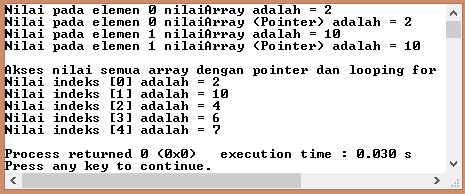 Nilai pada elemen 0 nilaiArray adalah = 2
Nilai pada elemen 0 nilaiArray (Pointer) adalah = 2
Nilai pada elemen 1 nilaiArray adalah = 10
Nilai pada elemen 1 nilaiArray (Pointer) adalah = 10
Akses nilai semua array dengan pointer dan looping for
Nilai indeks [0] adalah = 2
Nilai indeks [1] adalah = 10
Nilai indeks [2] adalah = 4
Nilai indeks [3] adalah = 6
Nilai indeks [4] adalah = 7
Process returned 0 (0x0)   execution time : 0.030 s
Press any key to continue.